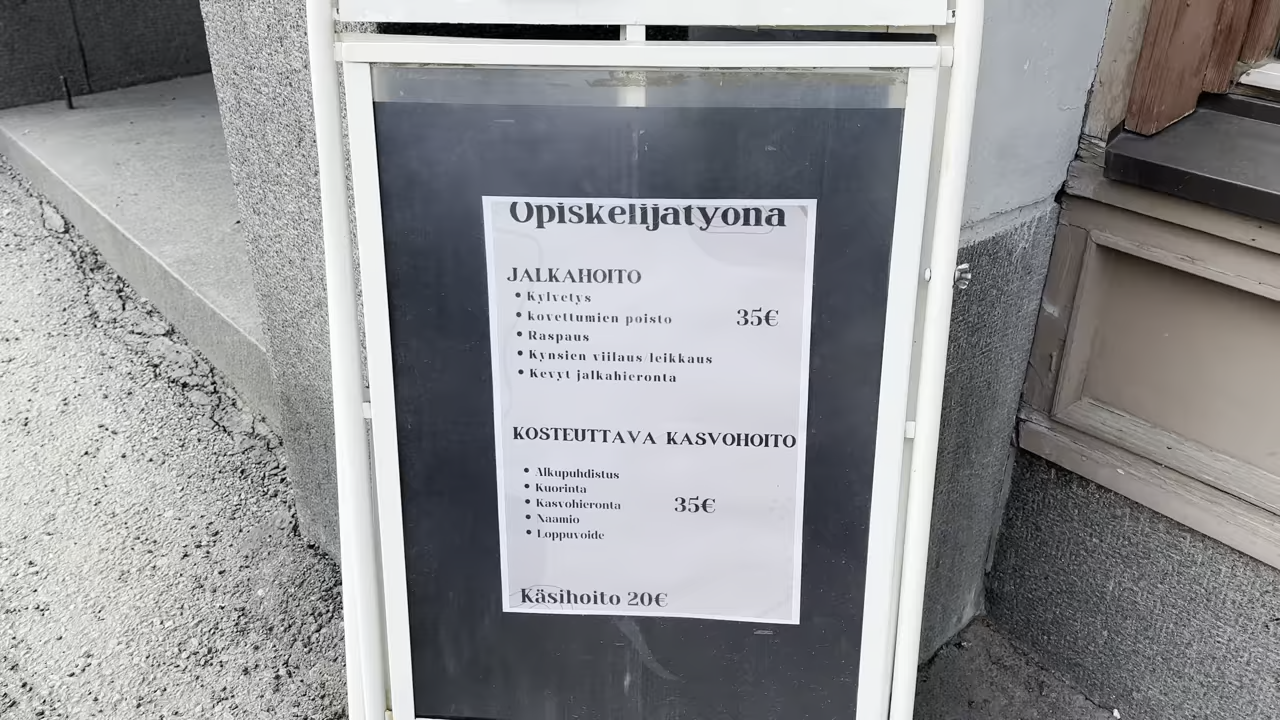 Opiskelijatyona
JALKAHOITO
• Kylvetys
• kovettumien poisto
35€
• Raspaus
• Kynsien viilaus/leikkaus
• Kevyt jalkahieronta
KOSTEUTTAVA KASVOHOITO
• Alkupuhdistus
• Kuorinta
• Kasvohieronta
35€
• Naamio
• Loppuvoide
Käsihoito 20€